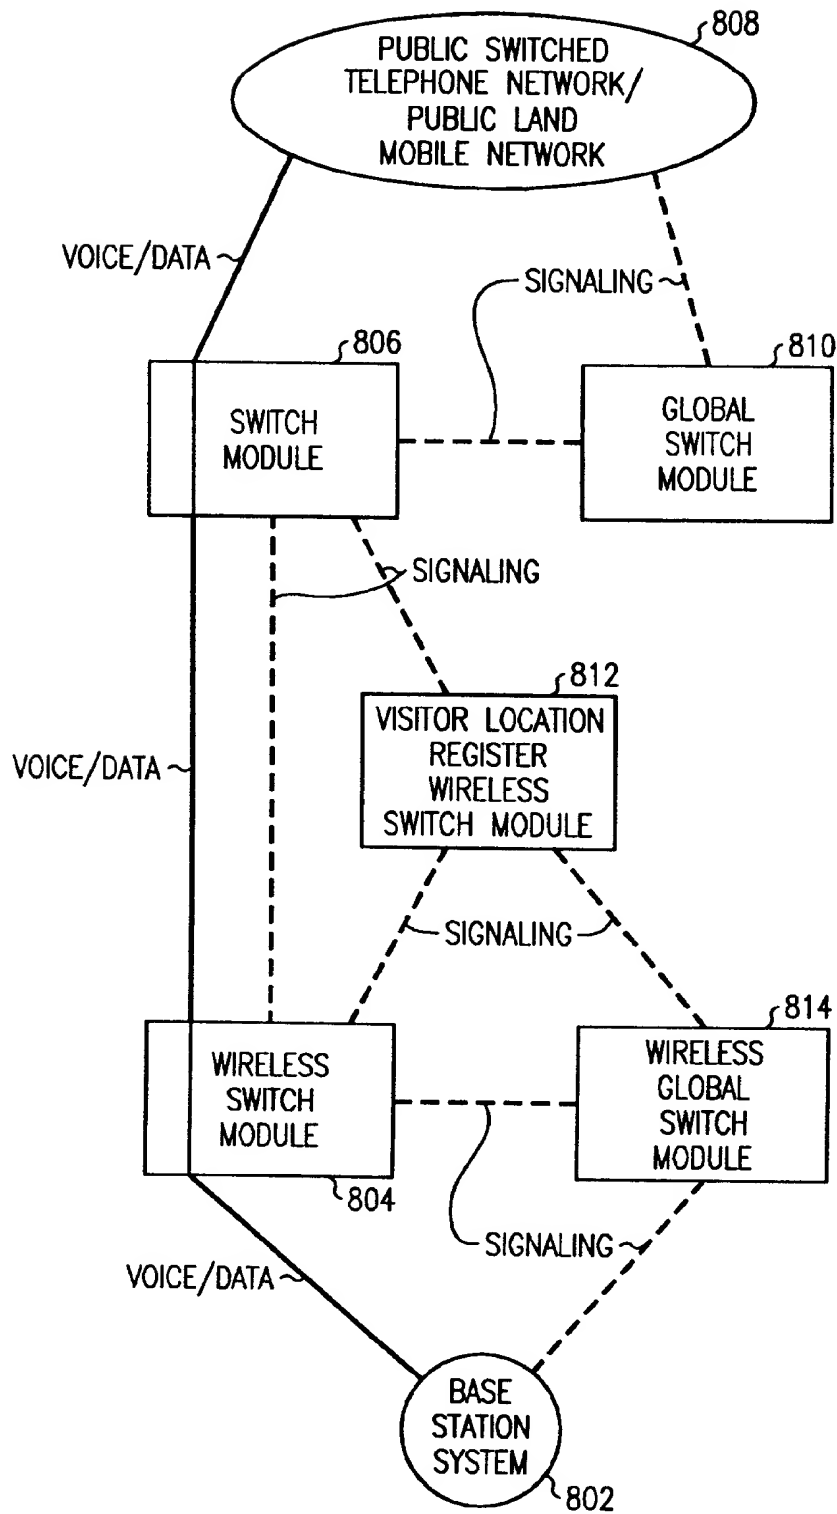 808
PUBLIC SWITCHED
TELEPHONE NETWORK/
PUBLIC LAND
MOBILE NETWORK
VOICE/DATA
SIGNALING
806
810
SWITCH
MODULE
GLOBAL
SWITCH
MODULE
SIGNALING
812
VISITOR LOCATION
REGISTER
WIRELESS
SWITCH MODULE
VOICE/DATA
SIGNALING
814
WIRELESS
SWITCH
MODULE
WIRELESS
GLOBAL
SWITCH
MODULE
804
SIGNALING
VOICE/DATA
BASE
STATION
SYSTEM
802